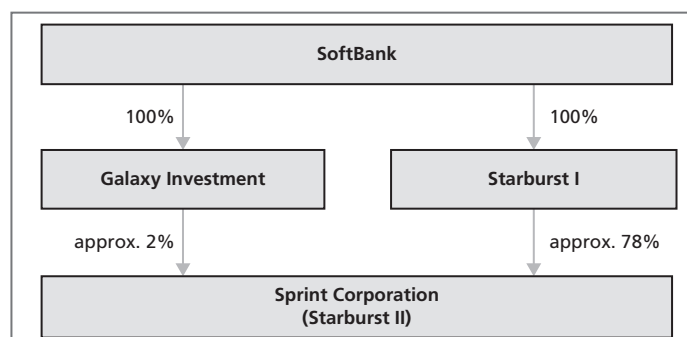 SoftBank
100%
100%
Galaxy Investment
Starburst I
approx. 2%
approx. 78%
Sprint Corporation
(Starburst II)